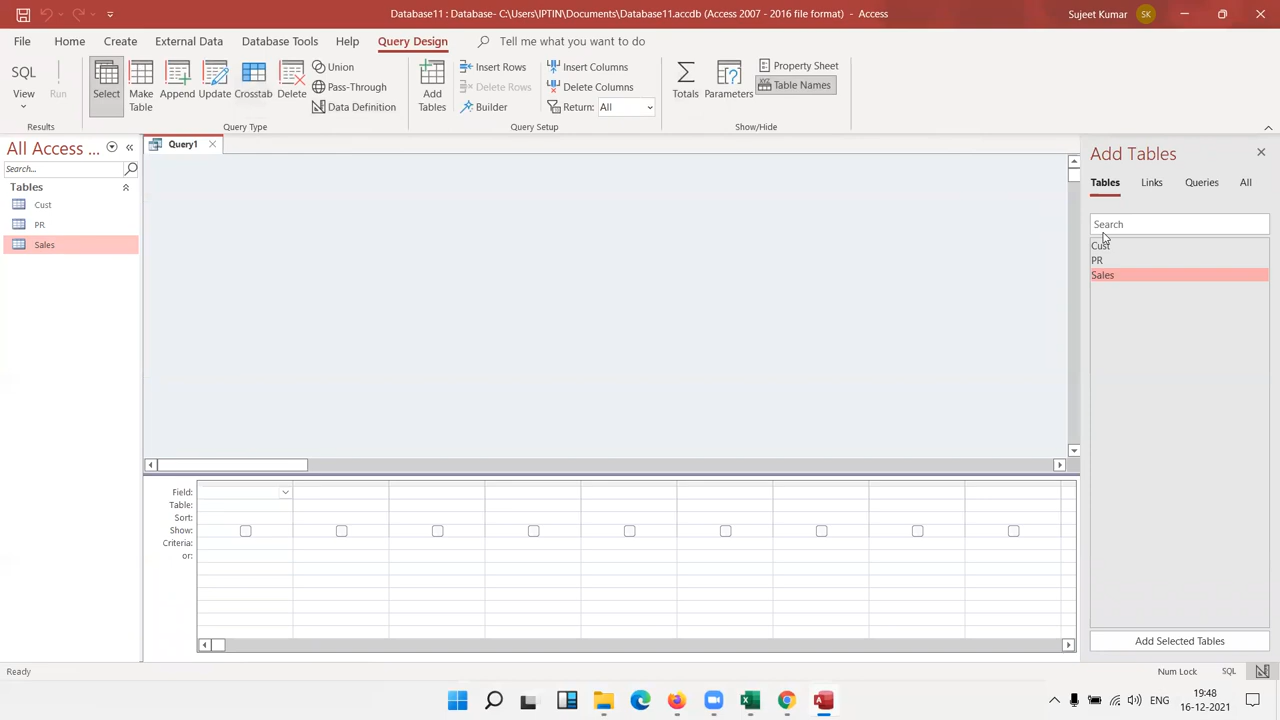 Database11 : Database- C:\Users\IPTIN\Documents\Database11.accdb (Access 2007 - 2016 file format) - Access
Sujeet Kumar
SK
File Home Create External Data Database Tools Help Query Design Tell me what you want to do
SQL View
Run
Results
Select
Make Table
Append
Update
Crosstab
Delete
Union
Pass-Through
Data Definition
Query Type
Add Tables
Insert Rows
Delete Rows
Builder
Insert Columns
Delete Columns
Return: All
Query Setup
Totals
Parameters
Property Sheet
Table Names
Show/Hide
All Access ...
Search...
Tables
Cust
PR
Sales
Query1
Field:
Table:
Sort:
Show:
Criteria:
or:
Add Tables
Tables Links Queries All
Search
Cust
PR
Sales
Add Selected Tables
Ready
Num Lock
SQL
ENG
19:48
16-12-2021